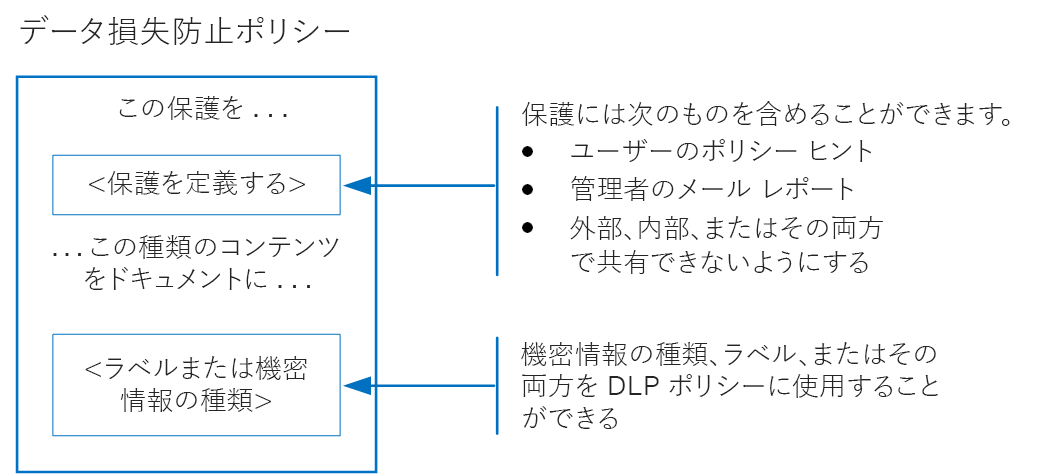 データ損失防止ポリシー
この保護を . . .
<保護を定義する>
. . . この種類のコンテンツ
をドキュメントに . . .
<ラベルまたは機密
情報の種類>
保護には次のものを含めることができます。
● ユーザーのポリシー ヒント
● 管理者のメール レポート
● 外部、内部、またはその両方
で共有できないようにする
機密情報の種類、ラベル、またはその
両方を DLP ポリシーに使用すること
ができる